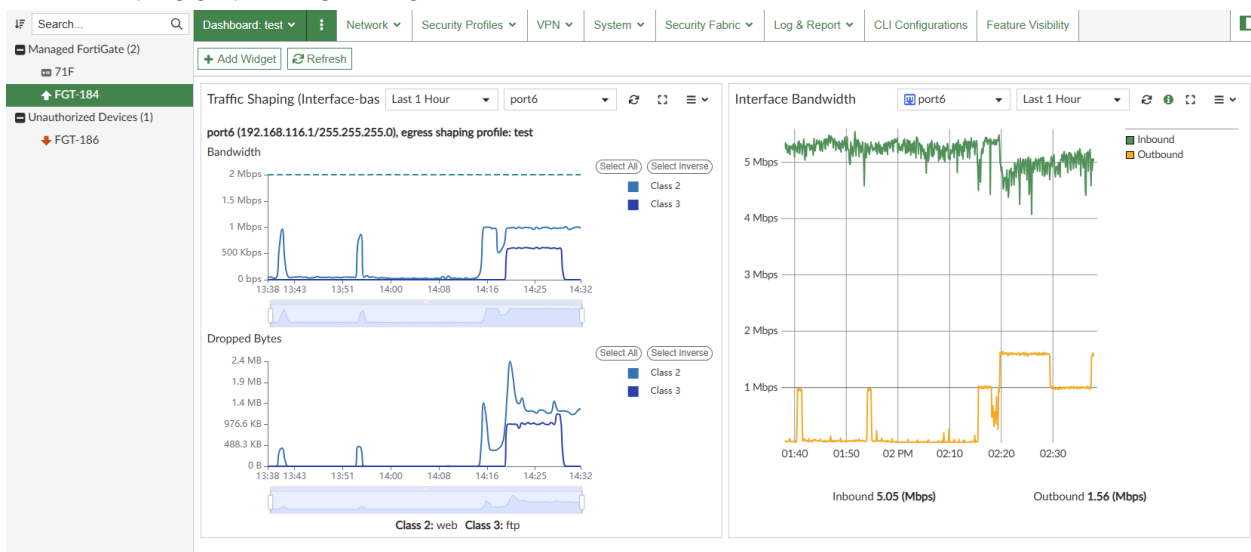 Search...
Dashboard: test
Network
Security Profiles
VPN
System
Security Fabric
Log & Report
CLI Configurations
Feature Visibility
Managed FortiGate (2)
71F
FGT-184
Unauthorized Devices (1)
FGT-186
+ Add Widget
Refresh
Traffic Shaping (Interface-bas
Last 1 Hour
port6
port6 (192.168.116.1/255.255.255.0), egress shaping profile: test
Bandwidth
Select All
Select Inverse
Class 2
Class 3
2 Mbps
1.5 Mbps
1 Mbps
500 Kbps
0 bps
13:38 13:43 13:51 14:00 14:08 14:16 14:25 14:32
Dropped Bytes
Select All
Select Inverse
Class 2
Class 3
2.4 MB
1.9 MB
1.4 MB
976.6 KB
488.3 KB
0 B
13:38 13:43 13:51 14:00 14:08 14:16 14:25 14:32
Class 2: web Class 3: ftp
Interface Bandwidth
port6
Last 1 Hour
Inbound
Outbound
5 Mbps
4 Mbps
3 Mbps
2 Mbps
1 Mbps
01:40 01:50 02 PM 02:10 02:20 02:30
Inbound 5.05 (Mbps)
Outbound 1.56 (Mbps)